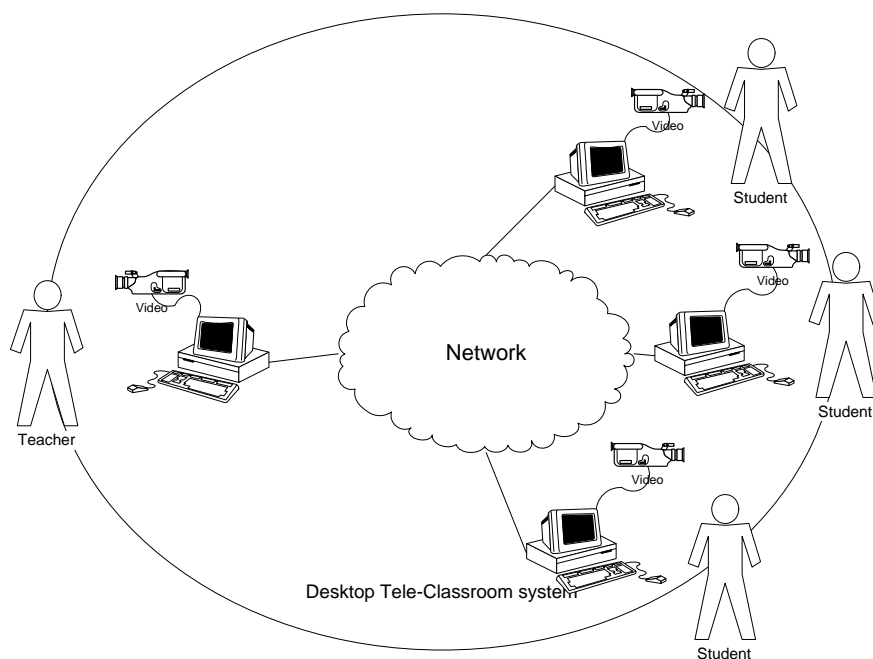 Video
Student
Video
Video
Network
Student
Teacher
Video
Desktop Tele-Classroom system
Student